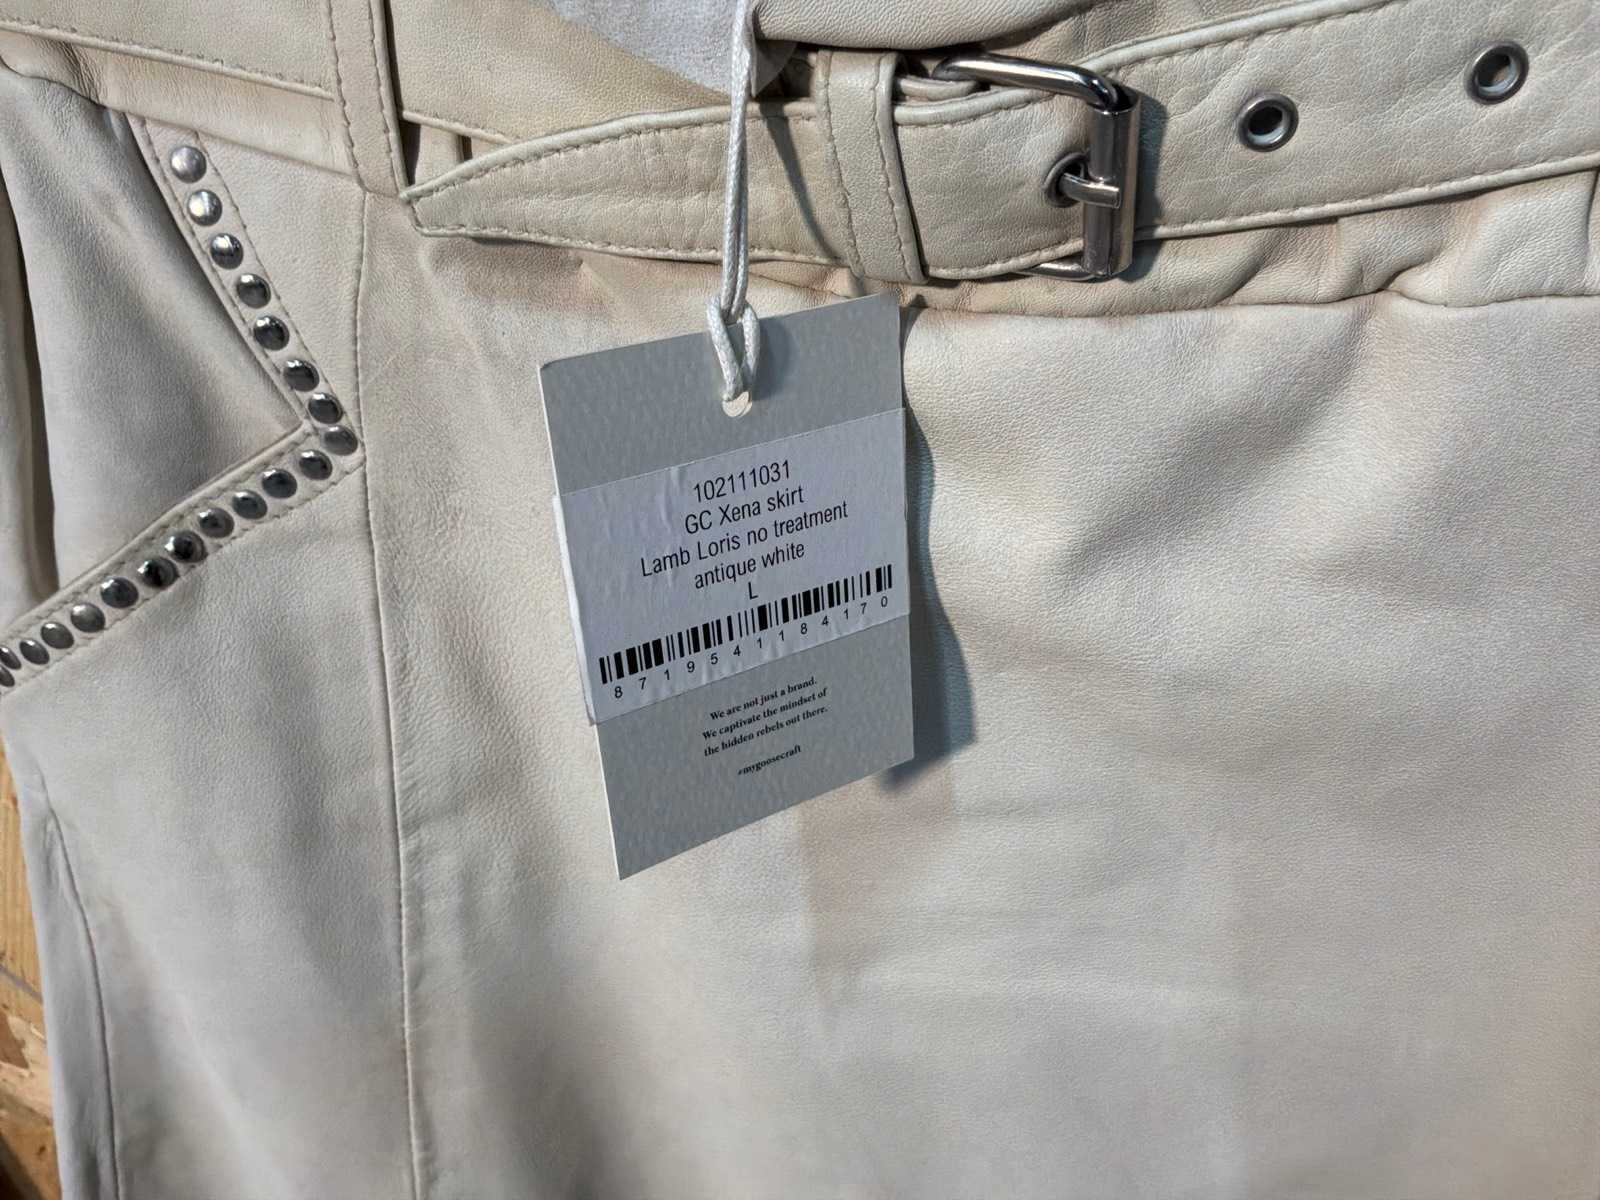 102111031
GC Xena skirt
Lamb Loris no treatment
antique white
L
8719541184170
We are not just a brand.
We captivate the mindset of
the hidden rebels out there.
#mygoosecraft